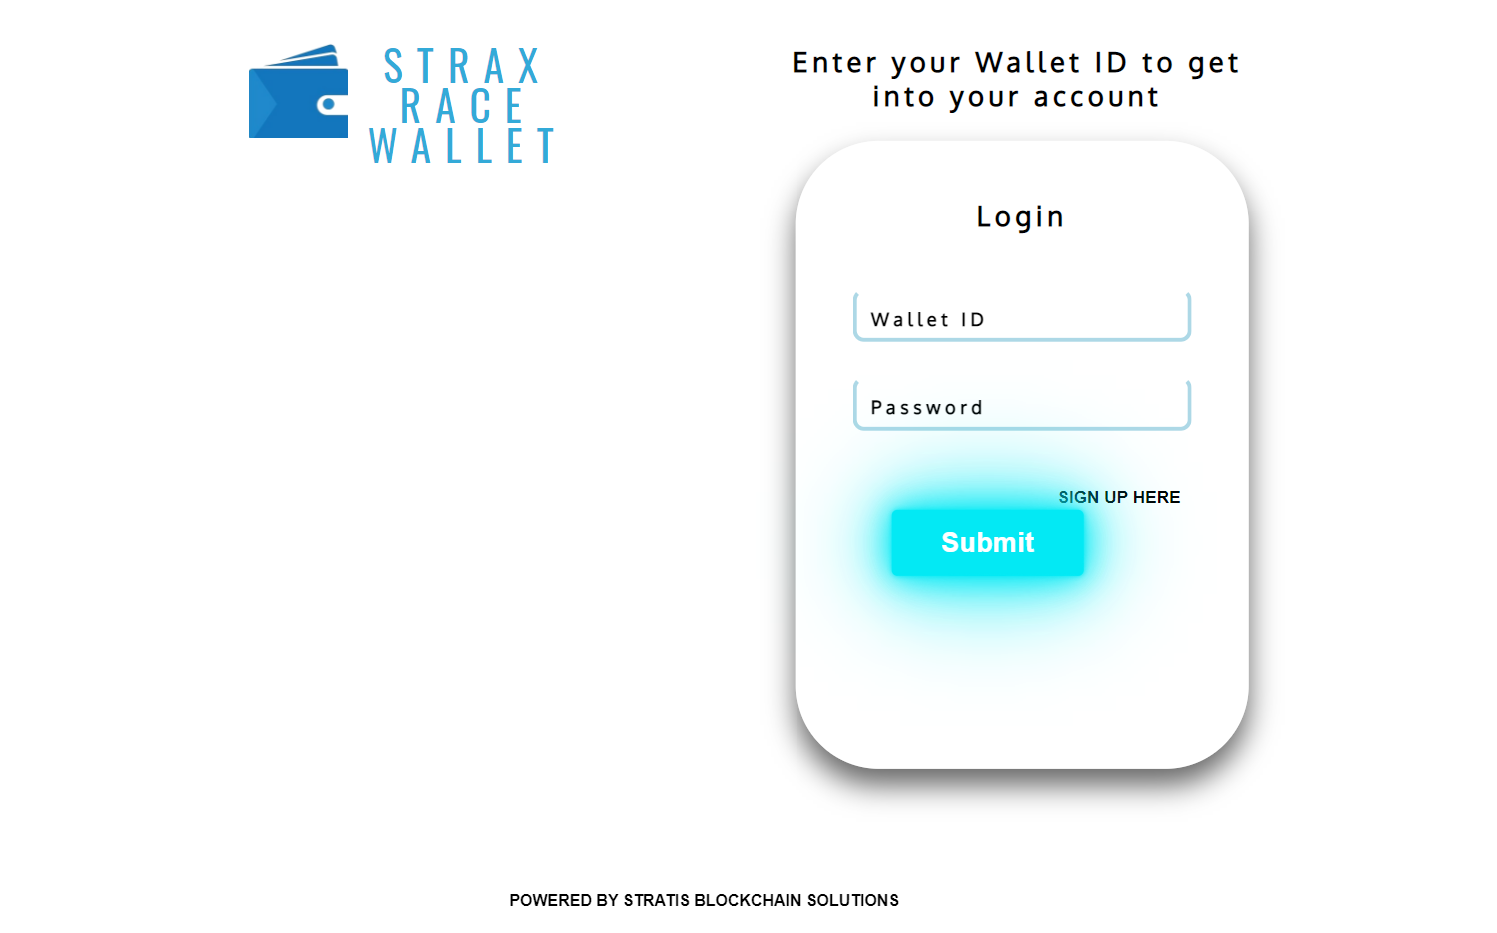 STRAX
RACE
WALLET
Enter your Wallet ID to get
into your account
Login
Wallet ID
Password
SIGN UP HERE
Submit
POWERED BY STRATIS BLOCKCHAIN SOLUTIONS